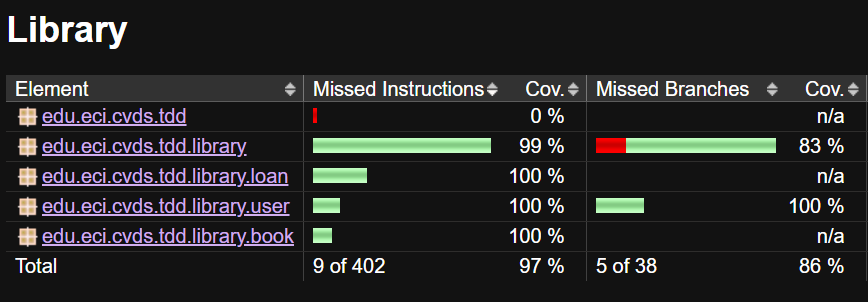 Library
Element Missed Instructions Cov. Missed Branches Cov.
edu.eci.cvds.tdd 0 % n/a
edu.eci.cvds.tdd.library 99 % 83 %
edu.eci.cvds.tdd.library.loan 100 % n/a
edu.eci.cvds.tdd.library.user 100 % 100 %
edu.eci.cvds.tdd.library.book 100 % n/a
Total 9 of 402 97 % 5 of 38 86 %